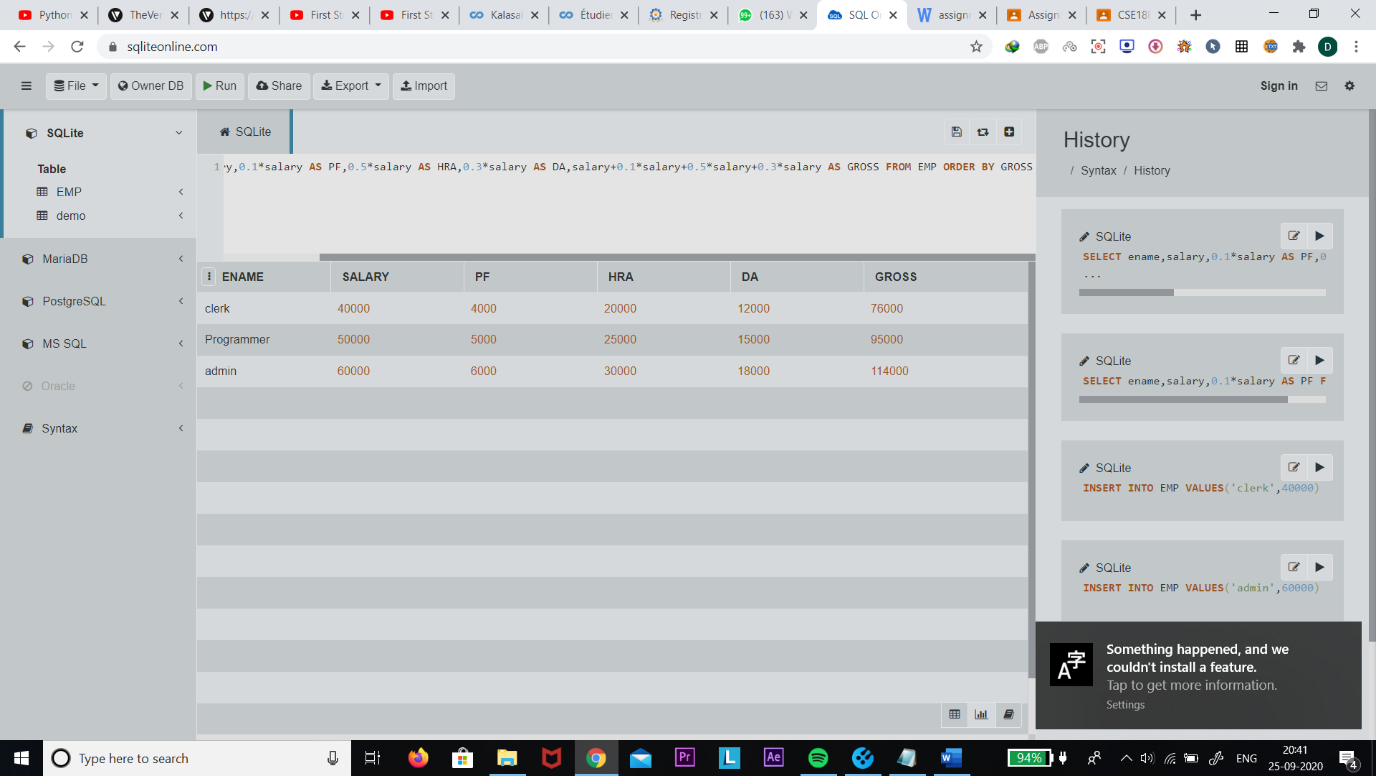 Python
TheVer
https:/
First St
First St
Kalasal
Étudier
Registr
(163) W
SQL O
assignr
Assign
CSE18F
sqliteonline.com
ABP
D
File
Owner DB
Run
Share
Export
Import
Sign in
SQLite
Table
EMP
demo
MariaDB
PostgreSQL
MS SQL
Oracle
Syntax
SQLite
1 y,0.1*salary AS PF,0.5*salary AS HRA,0.3*salary AS DA,salary+0.1*salary+0.5*salary+0.3*salary AS GROSS FROM EMP ORDER BY GROSS
ENAME SALARY PF HRA DA GROSS
clerk 40000 4000 20000 12000 76000
Programmer 50000 5000 25000 15000 95000
admin 60000 6000 30000 18000 114000
History
/ Syntax / History
SQLite
SELECT ename,salary,0.1*salary AS PF,0
...
SQLite
SELECT ename,salary,0.1*salary AS PF F
SQLite
INSERT INTO EMP VALUES('clerk',40000)
SQLite
INSERT INTO EMP VALUES('admin',60000)
A字
Something happened, and we
couldn't install a feature.
Tap to get more information.
Settings
Type here to search
Pr
L
Ae
W
94%
ENG
20:41
25-09-2020
4